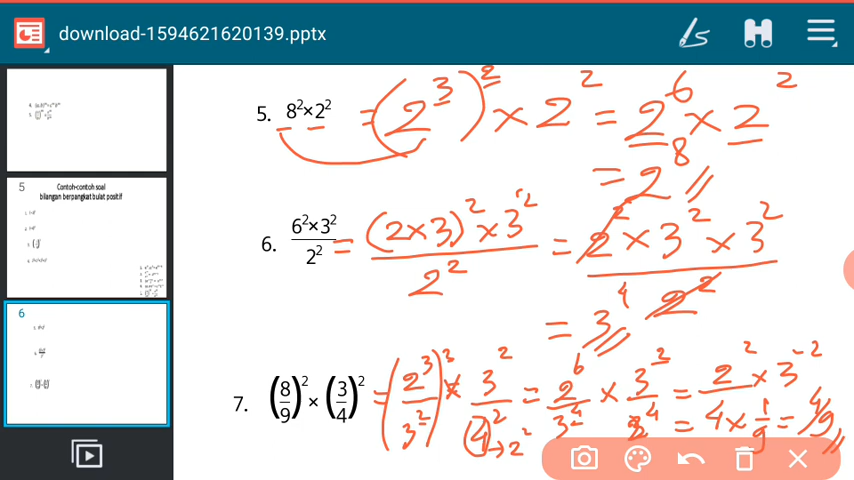 download-1594621620139.pptx
5
Contoh-contoh soal
bilangan berpangkat bulat positif
6
5. 8² × 2² = (2³)² × 2² = 2⁶ × 2²
= 2⁸
6. (6² × 3²)/2² = ((2×3)² × 3²)/2² = (2² × 3² × 3²)/2²
= 3⁴
7. (8/9)² × (3/4)² = (2³/3²)² × 3²/4² → 2² = 2⁶/3⁴ × 3²/2⁴ = 2² × 3⁻²
= 4 × 1/9 = 4/9